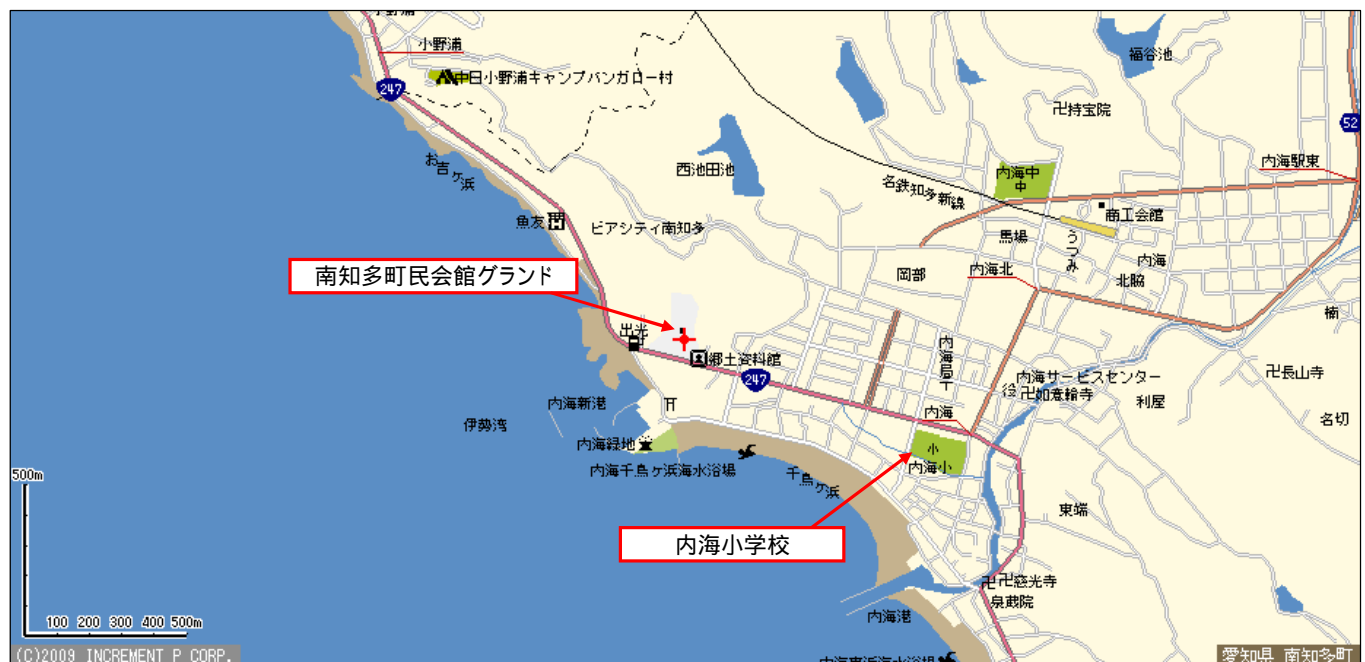 小野浦
小野浦
中日小野浦キャンプバンガロー村
247
福谷池
卍持宝院
52
お吉ヶ浜
西池田池
内海中
中
内海駅東
名鉄知多新線
商工会館
魚友
ビアシティ南知多
馬場
うつみ
内海
南知多町民会館グランド
岡部
内海北
北脇
楠
出光
郷土資料館
247
内海局〒
内海サービスセンター
役
卍如意輪寺
卍長山寺
利屋
内海新港
内海
名切
伊勢湾
内海緑地
小
内海小
内海千鳥ヶ浜海水浴場
千鳥ヶ浜
500m
東端
内海小学校
卍卍慈光寺
泉蔵院
内海港
100 200 300 400 500m
(C)2009 INCREMENT P CORP.
愛知県 南知多町